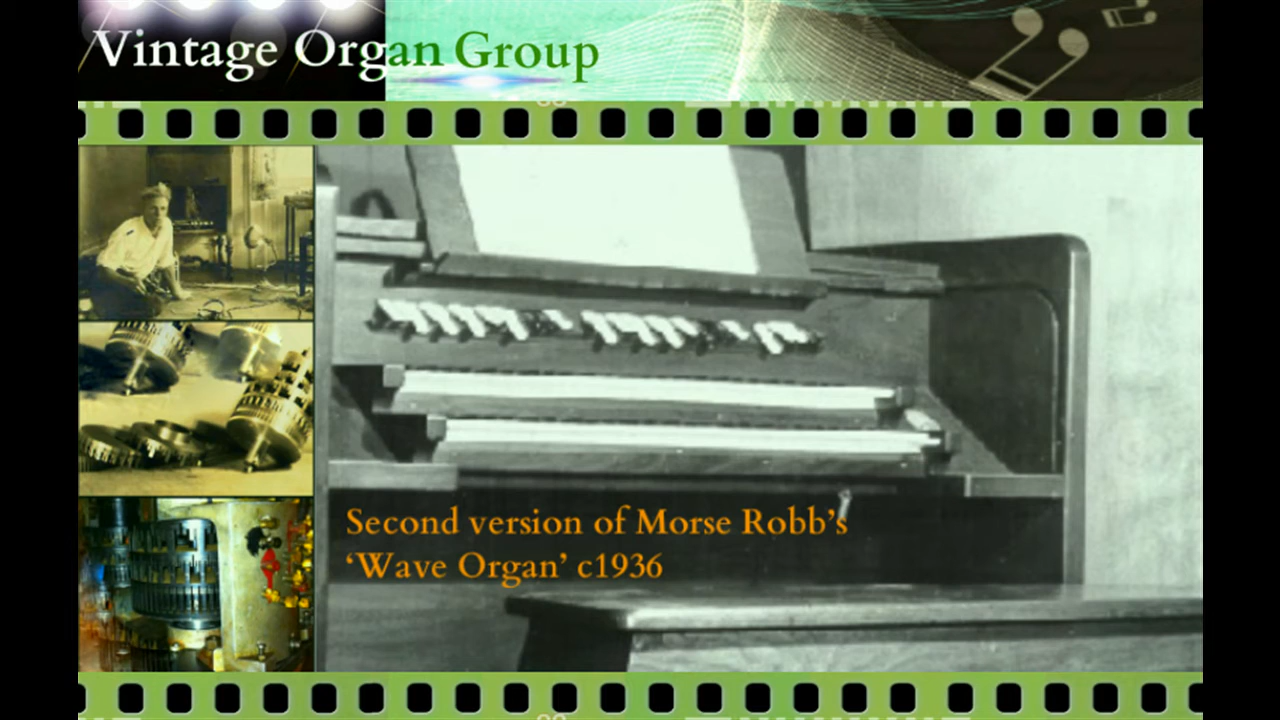 Vintage Organ Group
Second version of Morse Robb’s
‘Wave Organ’ c1936